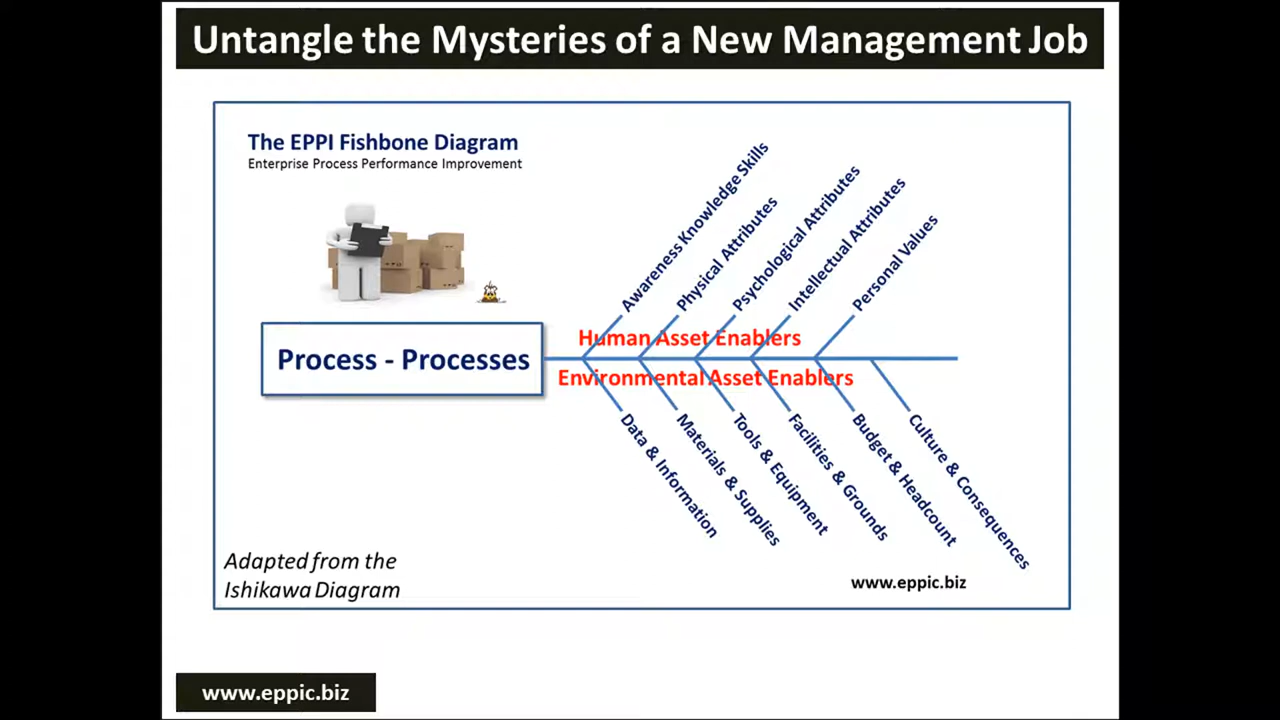 Untangle the Mysteries of a New Management Job
The EPPI Fishbone Diagram
Enterprise Process Performance Improvement
Awareness Knowledge Skills
Physical Attributes
Psychological Attributes
Intellectual Attributes
Personal Values
Human Asset Enablers
Process - Processes
Environmental Asset Enablers
Data & Information
Materials & Supplies
Tools & Equipment
Facilities & Grounds
Budget & Headcount
Culture & Consequences
Adapted from the
Ishikawa Diagram
www.eppic.biz
www.eppic.biz